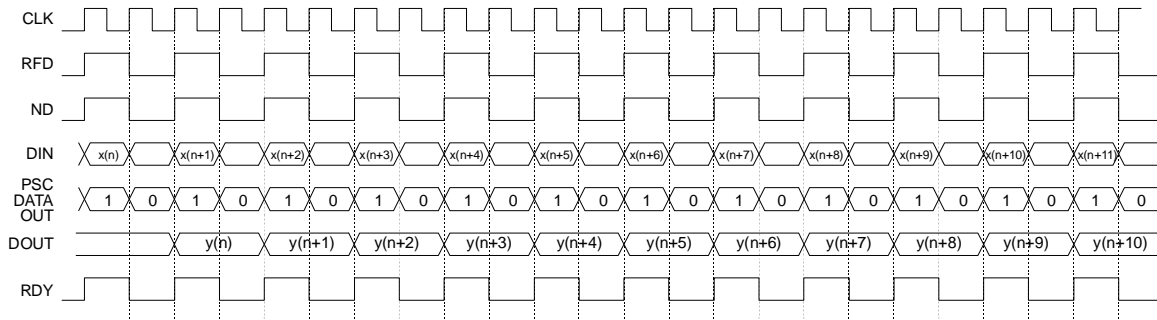 CLK
RFD
ND
DIN x(n) x(n+1) x(n+2) x(n+3) x(n+4) x(n+5) x(n+6) x(n+7) x(n+8) x(n+9) x(n+10) x(n+11)
PSC
DATA 1 0 1 0 1 0 1 0 1 0 1 0 1 0 1 0 1 0 1 0 1 0 1 0
OUT
DOUT y(n) y(n+1) y(n+2) y(n+3) y(n+4) y(n+5) y(n+6) y(n+7) y(n+8) y(n+9) y(n+10)
RDY